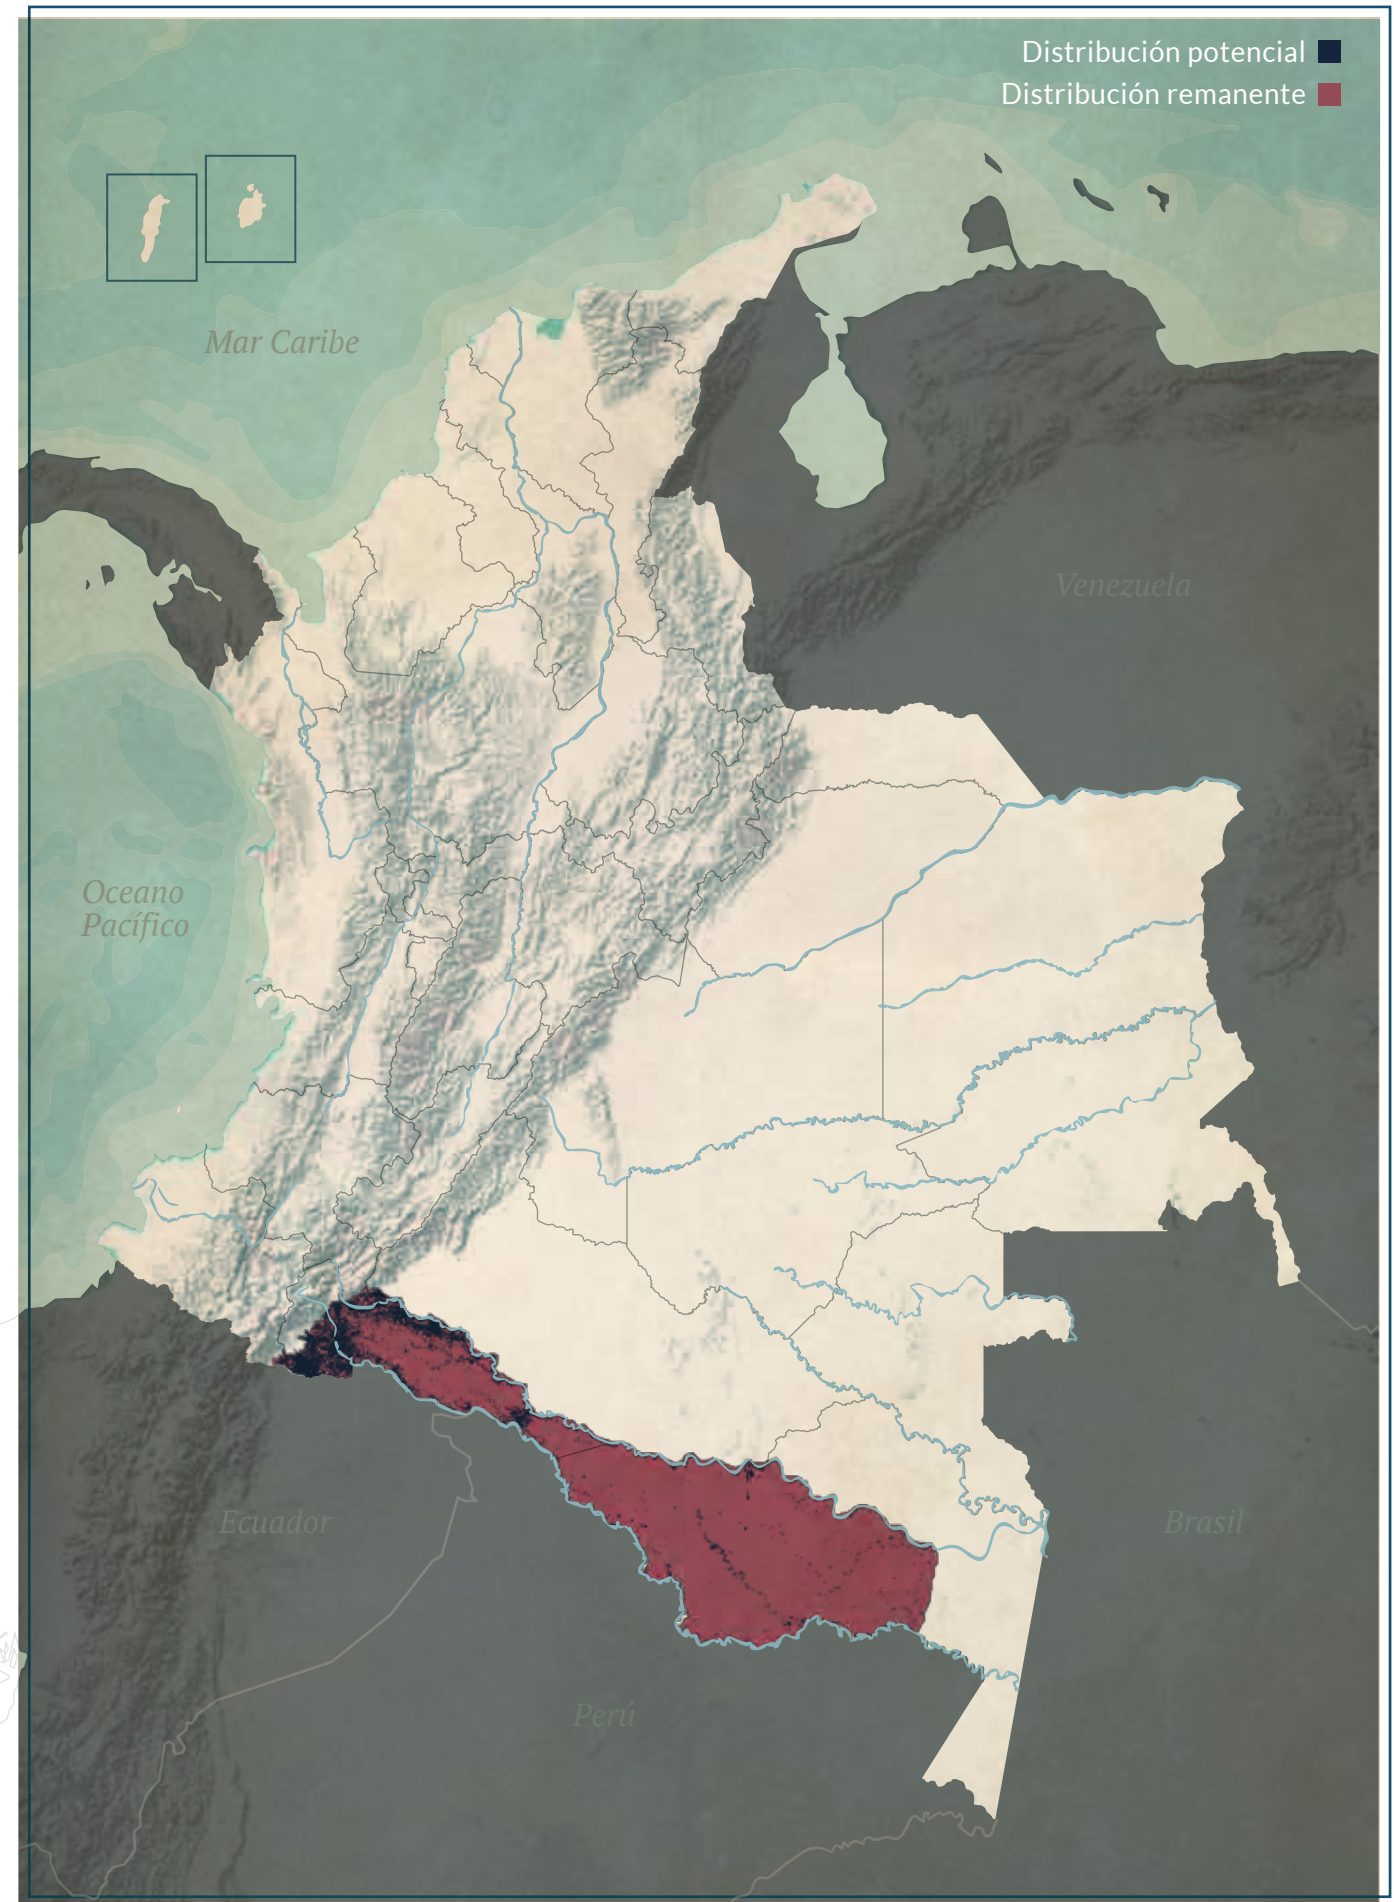 Distribución potencial
Distribución remanente
Mar Caribe
Venezuela
Oceano
Pacífico
Ecuador
Brasil
Perú